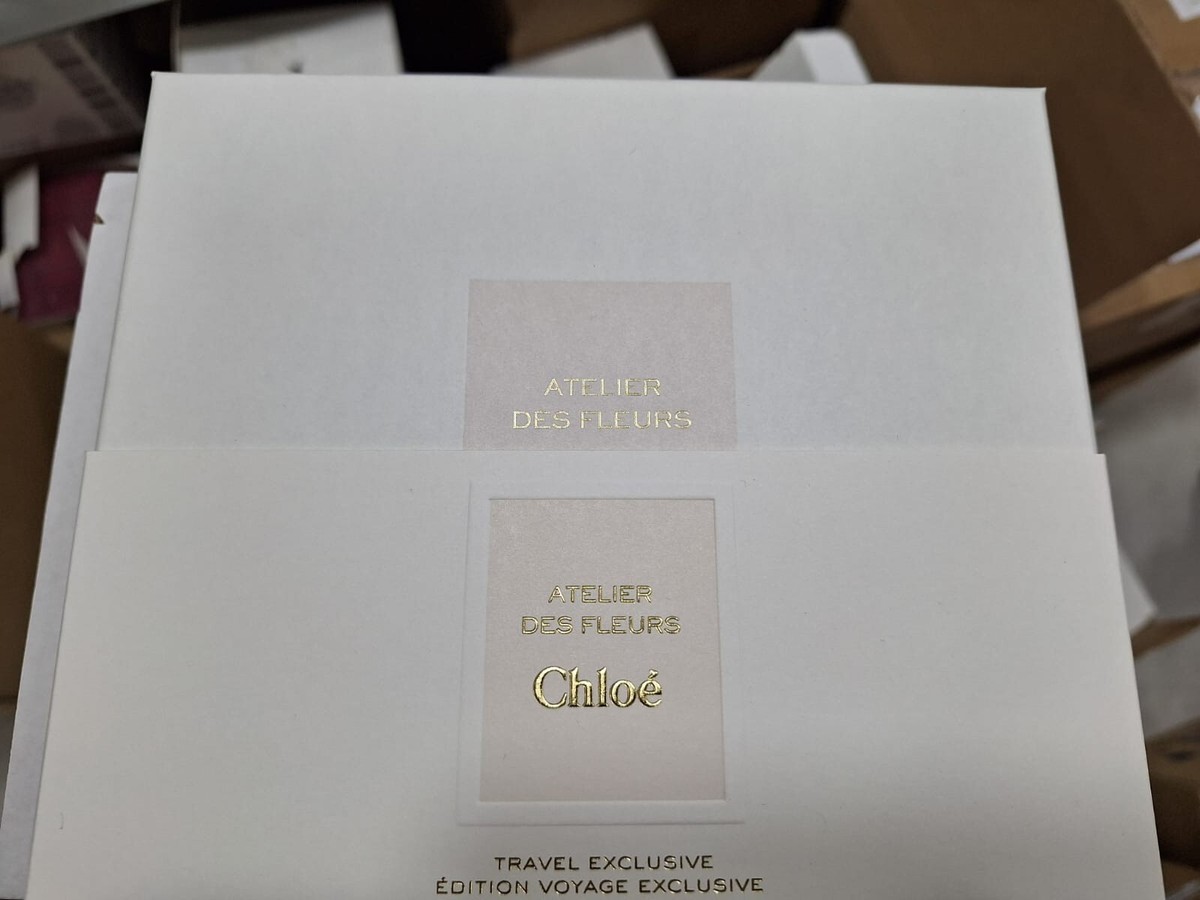 ATELIER
DES FLEURS
ATELIER
DES FLEURS
Chloé
TRAVEL EXCLUSIVE
ÉDITION VOYAGE EXCLUSIVE